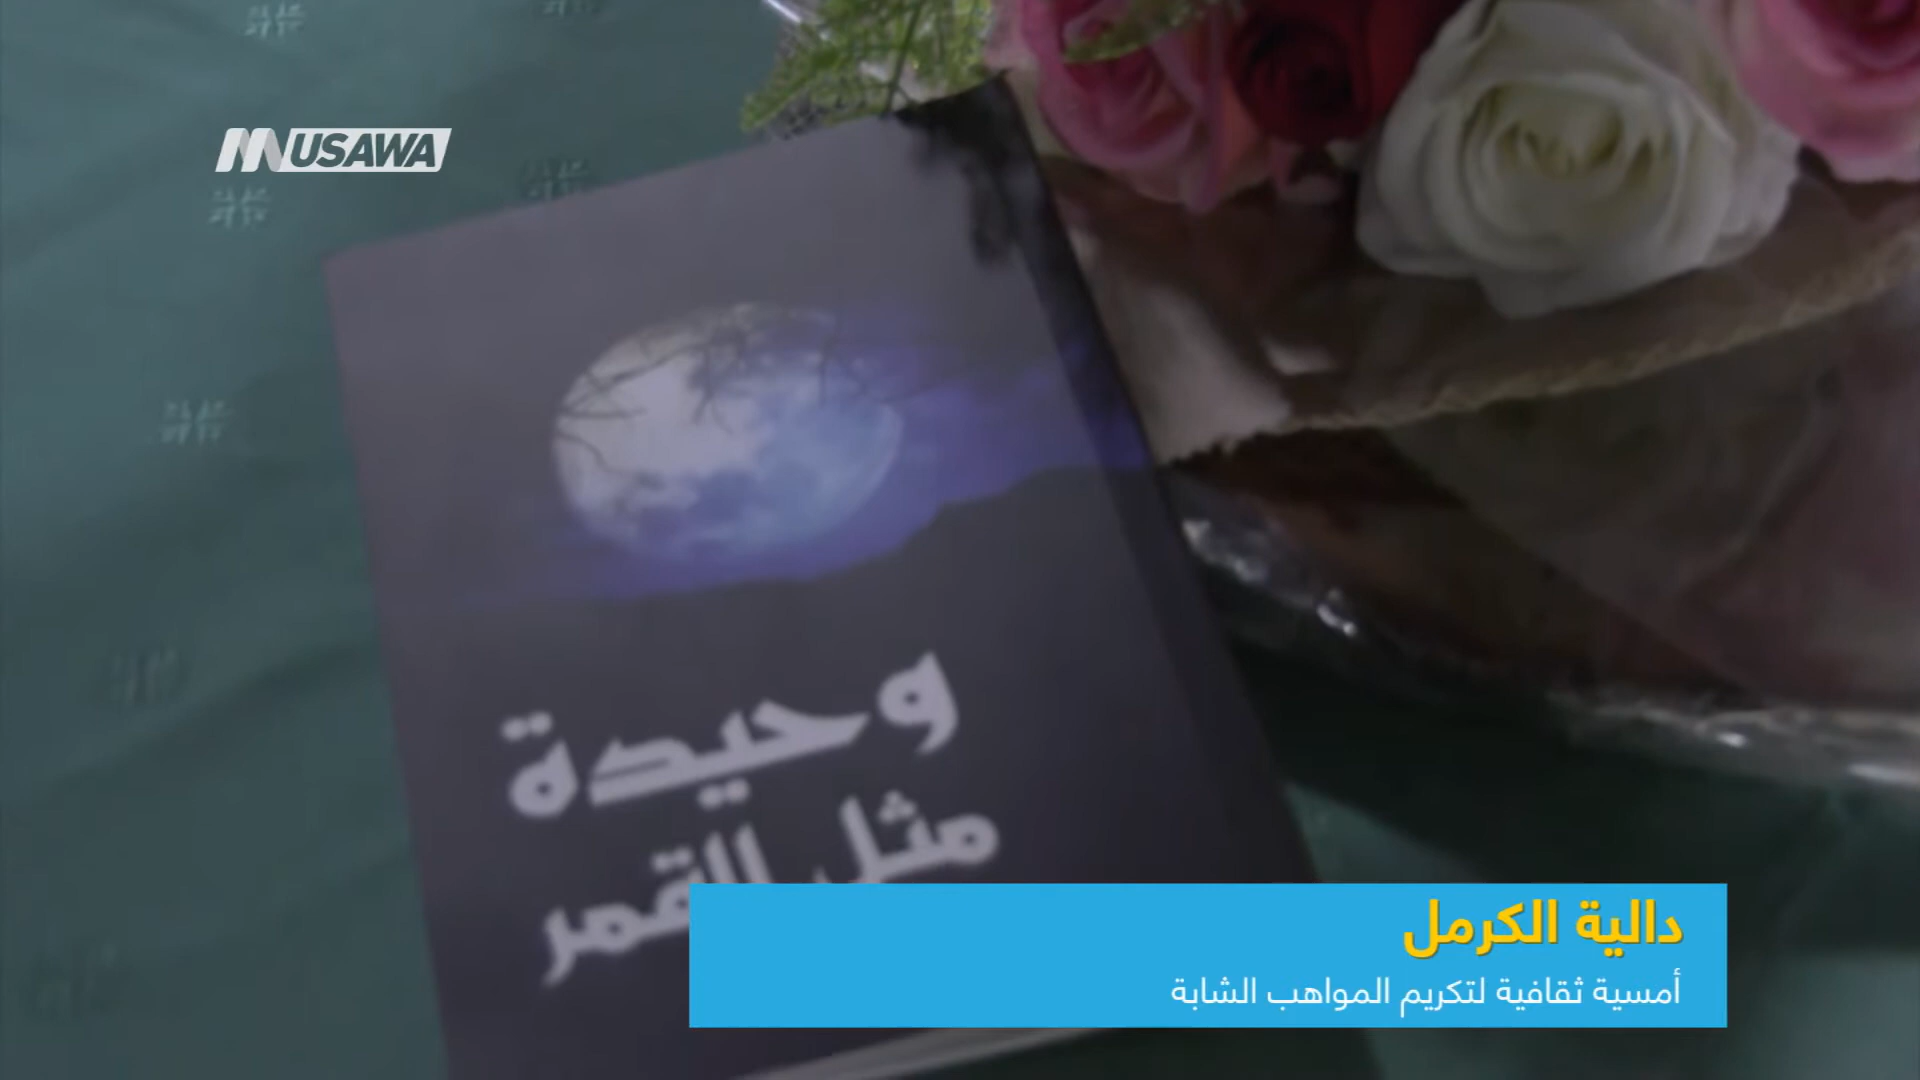 MUSAWA
وحيدة
مثل القمر
دالية الكرمل
أمسية ثقافية لتكريم المواهب الشابة